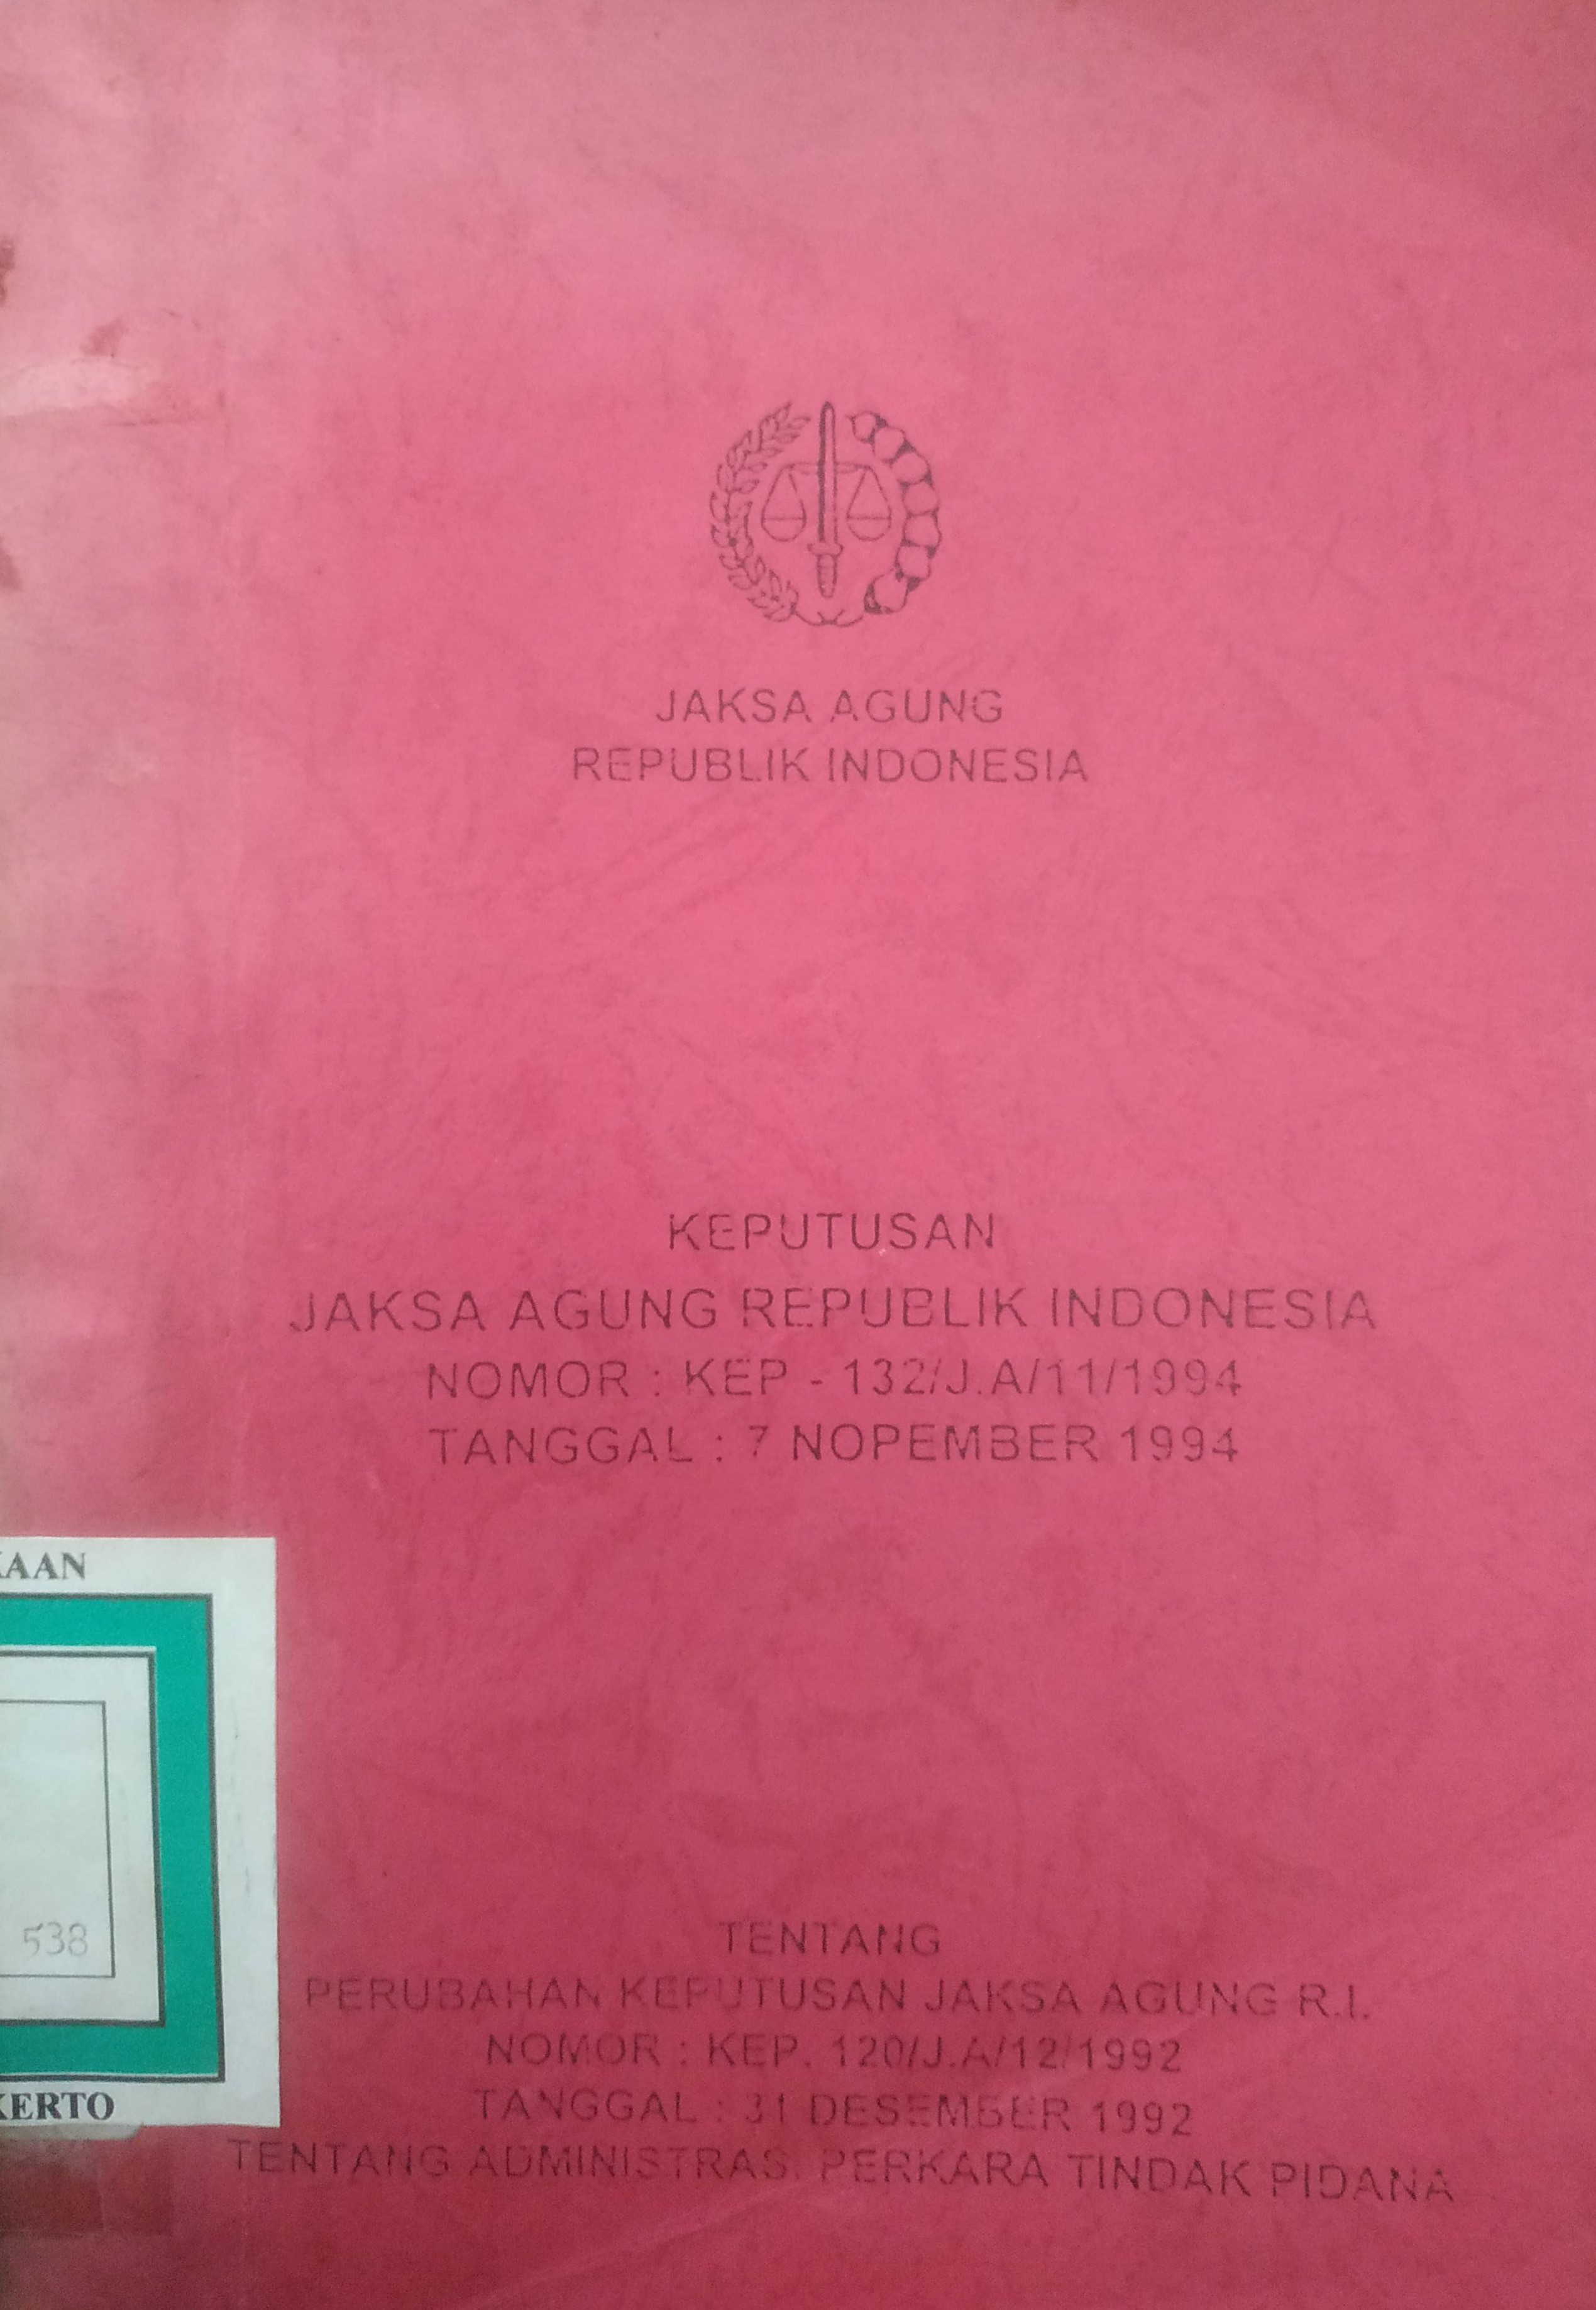 JAKSA AGUNG
REPUBLIK INDONESIA
KEPUTUSAN
JAKSA AGUNG REPUBLIK INDONESIA
NOMOR : KEP - 132/J.A/11/1994
TANGGAL : 7 NOPEMBER 1994
KAAN
538
KERTO
TENTANG
PERUBAHAN KEPUTUSAN JAKSA AGUNG R.I.
NOMOR : KEP. 120/J.A/12/1992
TANGGAL : 31 DESEMBER 1992
TENTANG ADMINISTRASI PERKARA TINDAK PIDANA